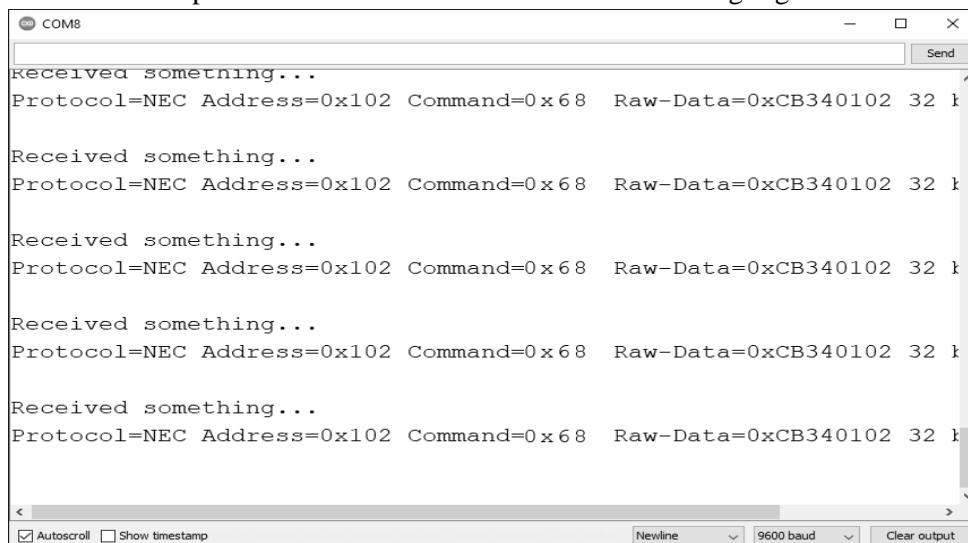 COM8
Send
Received something...
Protocol=NEC Address=0x102 Command=0x68 Raw-Data=0xCB340102 32
Received something...
Protocol=NEC Address=0x102 Command=0x68 Raw-Data=0xCB340102 32
Received something...
Protocol=NEC Address=0x102 Command=0x68 Raw-Data=0xCB340102 32
Received something...
Protocol=NEC Address=0x102 Command=0x68 Raw-Data=0xCB340102 32
Received something...
Protocol=NEC Address=0x102 Command=0x68 Raw-Data=0xCB340102 32
Autoscroll Show timestamp Newline 9600 baud Clear output